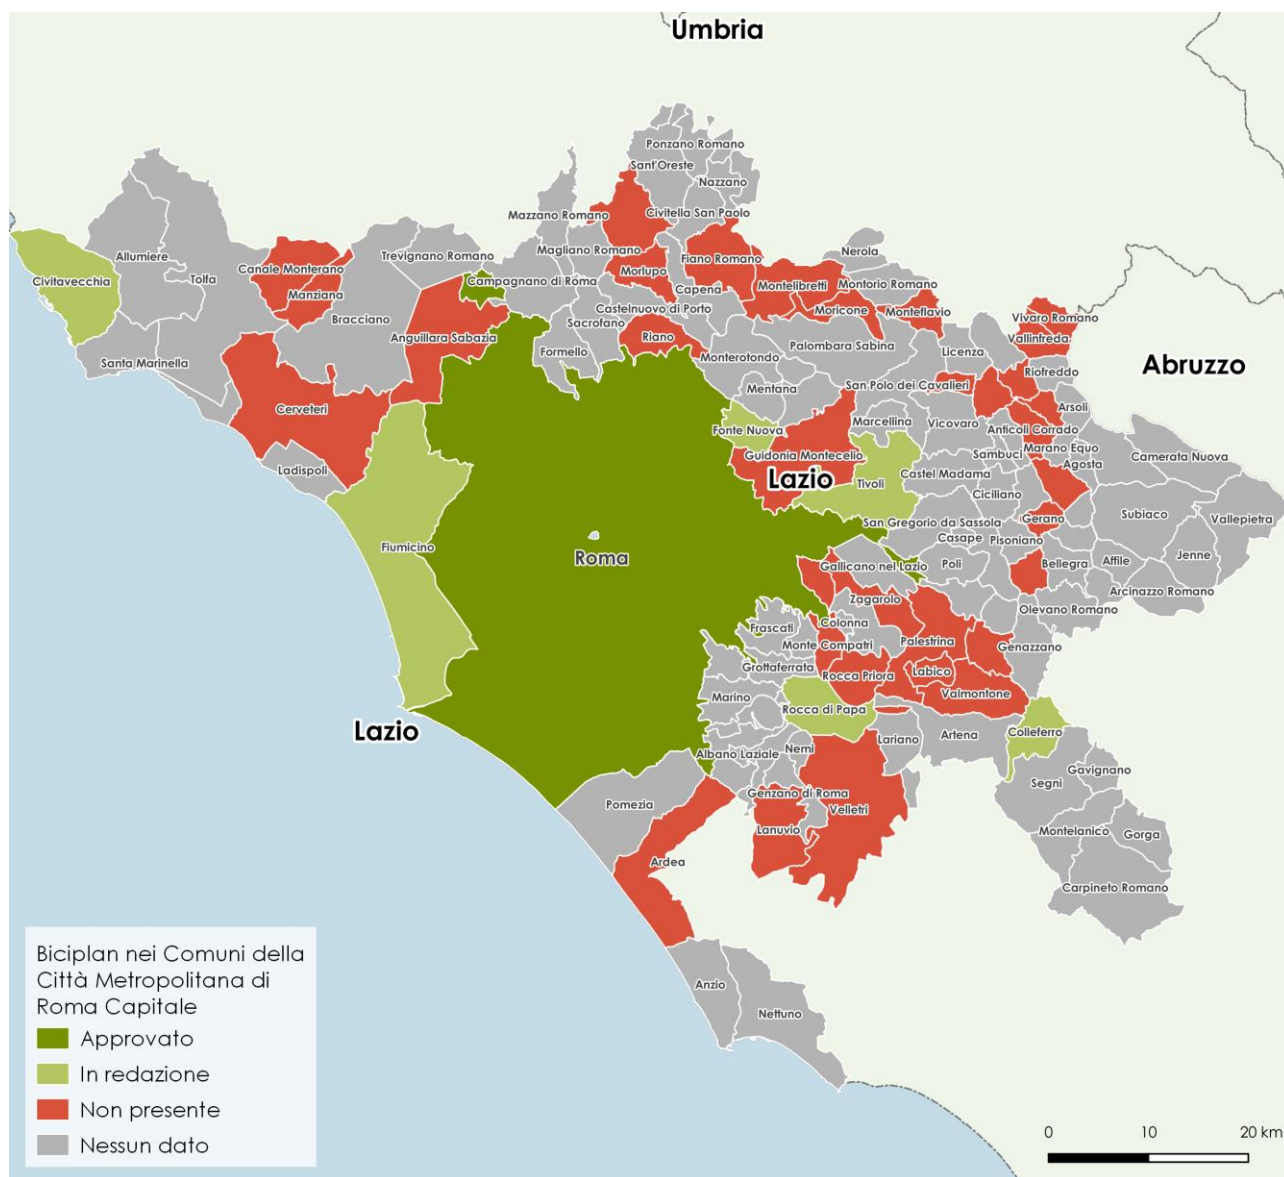 Umbria
Ponzano Romano
Sant'Oreste
Nazzano
Mazzano Romano
Civitella San Paolo
Allumiere
Trevignano Romano
Magliano Romano
Nerola
Canale Monterano
Fiano Romano
Civitavecchia
Tolfa
Morlupo
Campagnano di Roma
Capena
Montelibretti
Montorio Romano
Manziana
Castelnuovo di Porto
Moricone
Monteflavio
Vivaro Romano
Bracciano
Sacrofano
Anguillara Sabazia
Riano
Vallinfreda
Palombara Sabina
Formello
Monterotondo
Licenza
Santa Marinella
Riofreddo
Abruzzo
Mentana
San Polo dei Cavalieri
Cerveteri
Arsoli
Marcellina
Vicovaro
Anticoli Corrado
Fonte Nuova
Marano Equo
Guidonia Montecelio
Sambuci
Camerata Nuova
Ladispoli
Agosta
Lazio
Castel Madama
Tivoli
Ciciliano
Subiaco
Vallepietra
San Gregorio da Sassola
Gerano
Fiumicino
Casape
Pisoniano
Roma
Jenne
Gallicano nel Lazio
Poli
Bellegra
Affile
Arcinazzo Romano
Zagarolo
Olevano Romano
Frascati
Colonna
Monte Compatri
Palestrina
Genazzano
Grottaferrata
Rocca Priora
Labico
Marino
Valmontone
Rocca di Papa
Lazio
Colleferro
Albano Laziale
Nemi
Lariano
Artena
Gavignano
Segni
Genzano di Roma
Pomezia
Velletri
Lanuvio
Montelanico
Gorga
Ardea
Carpineto Romano
Biciplan nei Comuni della
Città Metropolitana di
Roma Capitale
Approvato
In redazione
Non presente
Nessun dato
Anzio
Nettuno
0 10 20 km